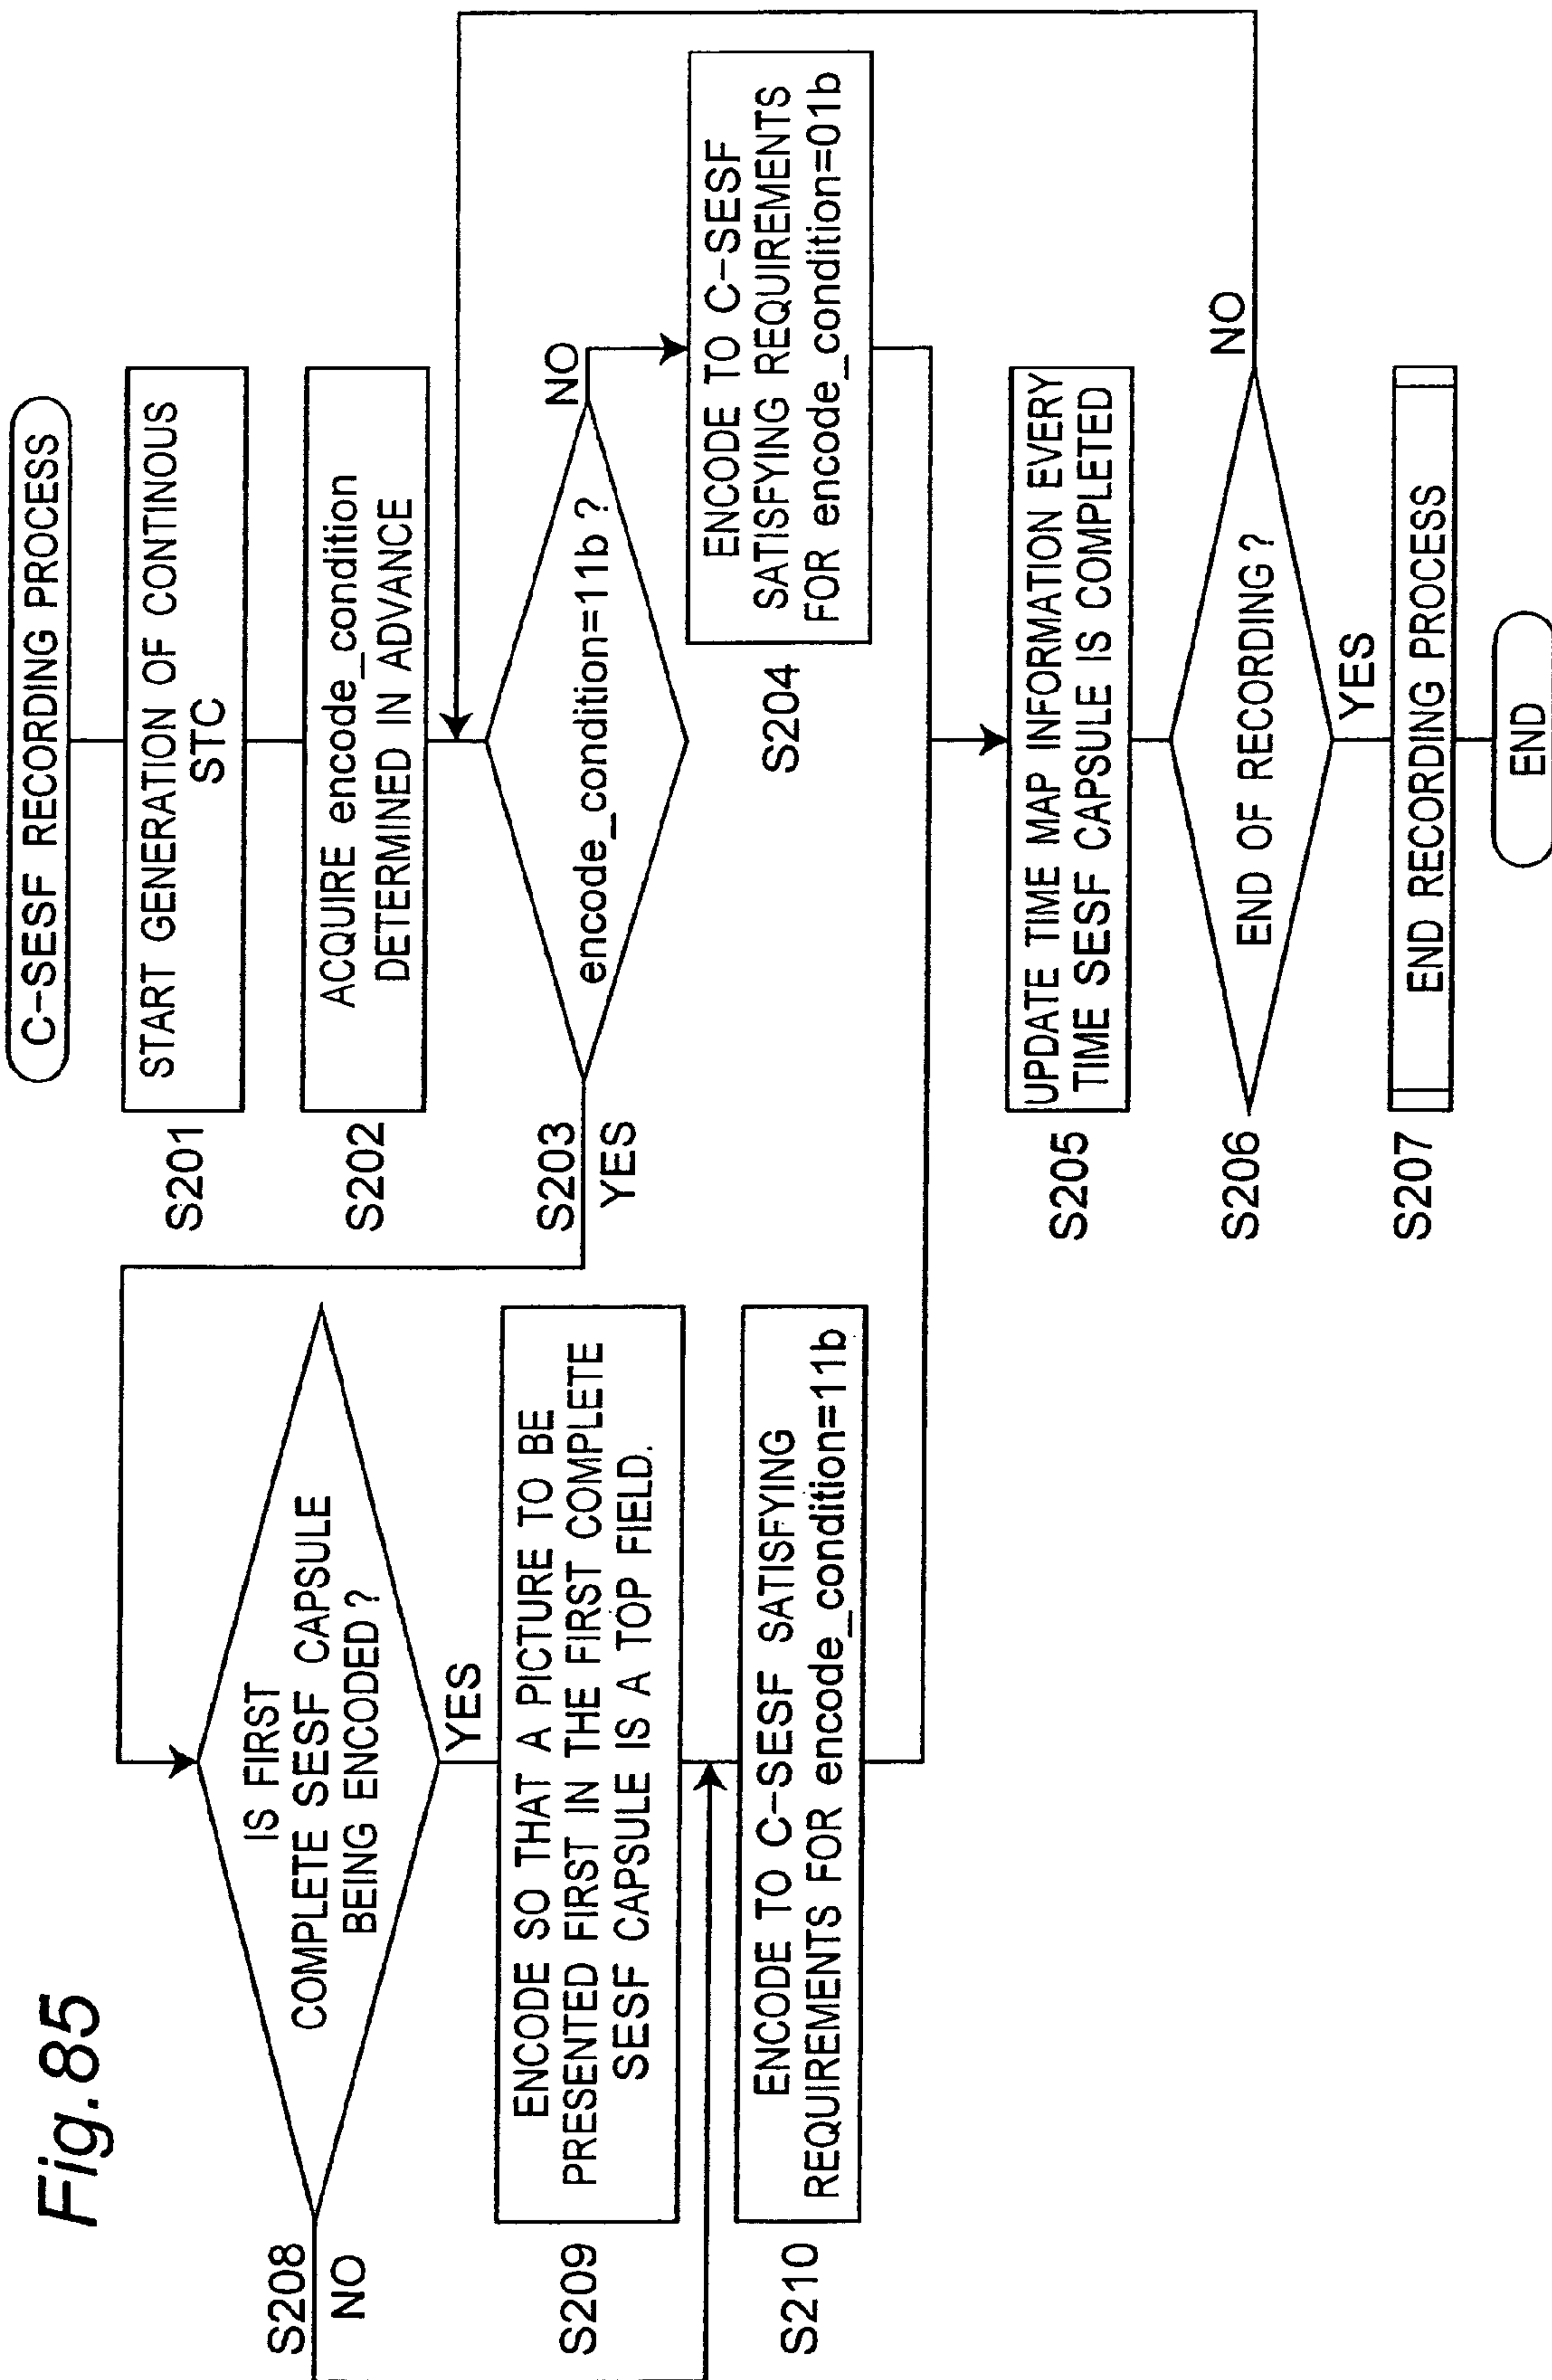 Fig.85
C-SESF RECORDING PROCESS
S201
START GENERATION OF CONTINOUS
STC
S202
ACQUIRE encode_condition
DETERMINED IN ADVANCE
S203
encode_condition=11b?
YES
NO
S204
ENCODE TO C-SESF
SATISFYING REQUIREMENTS
FOR encode_condition=01b
S208
IS FIRST
COMPLETE SESF CAPSULE
BEING ENCODED?
NO
YES
S209
ENCODE SO THAT A PICTURE TO BE
PRESENTED FIRST IN THE FIRST COMPLETE
SESF CAPSULE IS A TOP FIELD.
S210
ENCODE TO C-SESF SATISFYING
REQUIREMENTS FOR encode_condition=11b
S205
UPDATE TIME MAP INFORMATION EVERY
TIME SESF CAPSULE IS COMPLETED
S206
END OF RECORDING?
NO
YES
S207
END RECORDING PROCESS
END